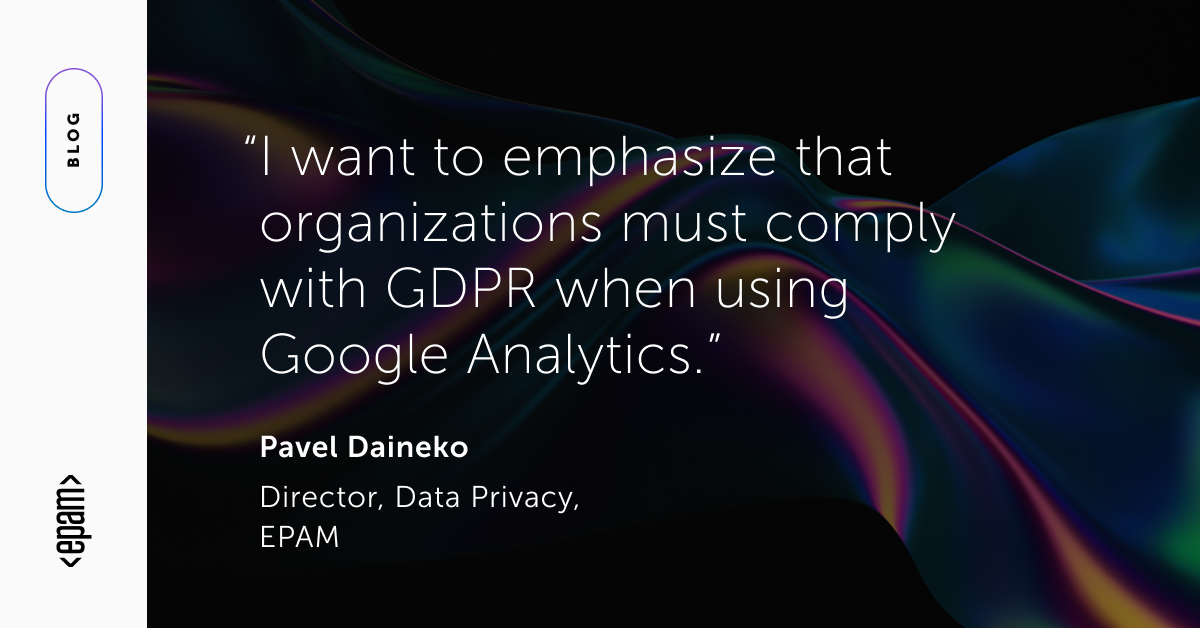 BLOG
“I want to emphasize that
organizations must comply
with GDPR when using
Google Analytics.”
Pavel Daineko
Director, Data Privacy,
EPAM
<epam>